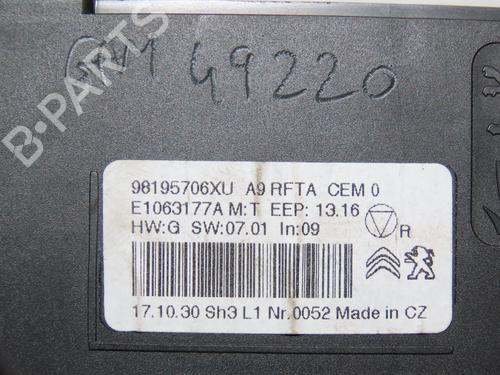 49220
B-PARTS
98195706XU A9 RFTA CEM 0
E1063177A M:T EEP: 13.16
HW:G SW:07.01 In:09
R
17.10.30 Sh3 L1 Nr.0052 Made in CZ